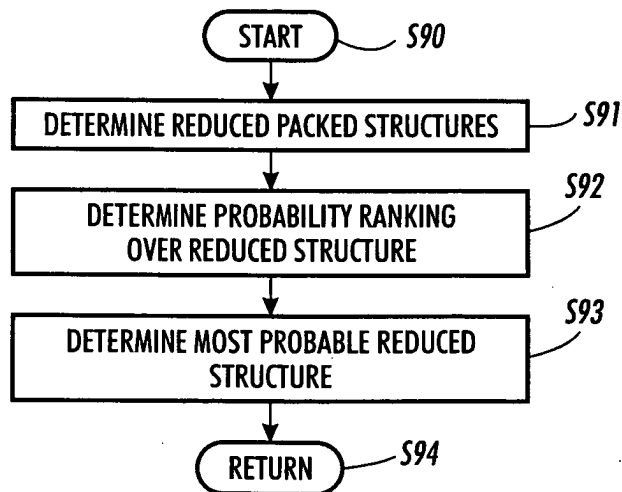 START
S90
DETERMINE REDUCED PACKED STRUCTURES
S91
DETERMINE PROBABILITY RANKING
OVER REDUCED STRUCTURE
S92
DETERMINE MOST PROBABLE REDUCED
STRUCTURE
S93
RETURN
S94